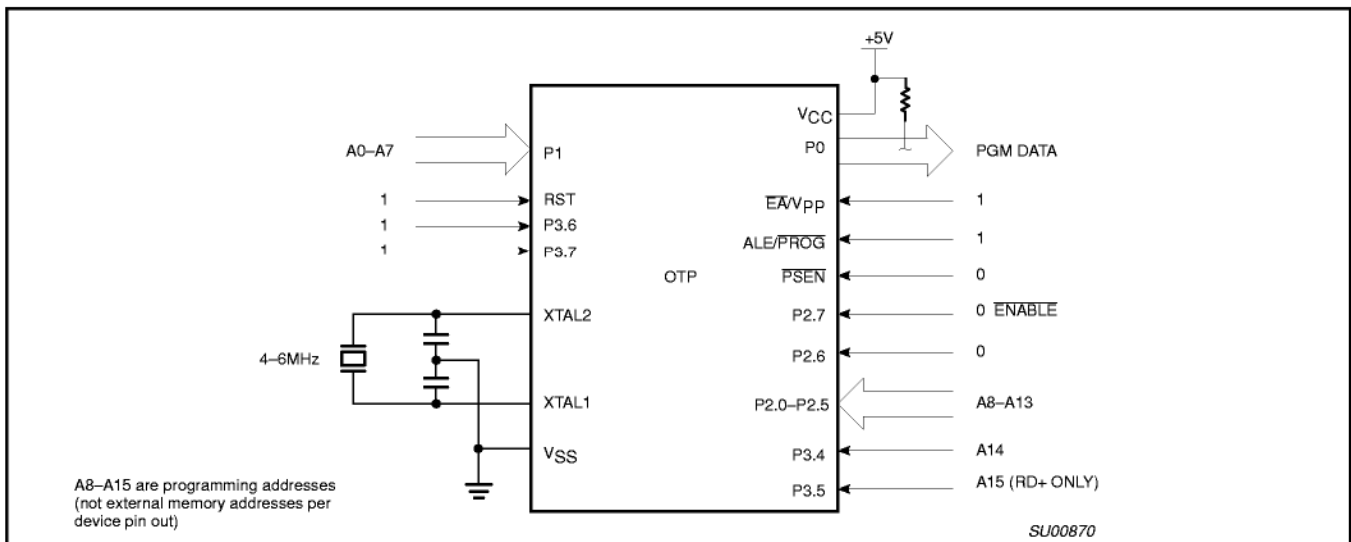 +5V
VCC
A0–A7
P1
P0
PGM DATA
1
RST
EA/VPP
1
1
P3.6
ALE/PROG
1
1
P3.7
OTP
PSEN
0
XTAL2
P2.7
0 ENABLE
4–6MHz
P2.6
0
XTAL1
P2.0–P2.5
A8–A13
VSS
P3.4
A14
P3.5
A15 (RD+ ONLY)
A8–A15 are programming addresses
(not external memory addresses per
device pin out)
SU00870